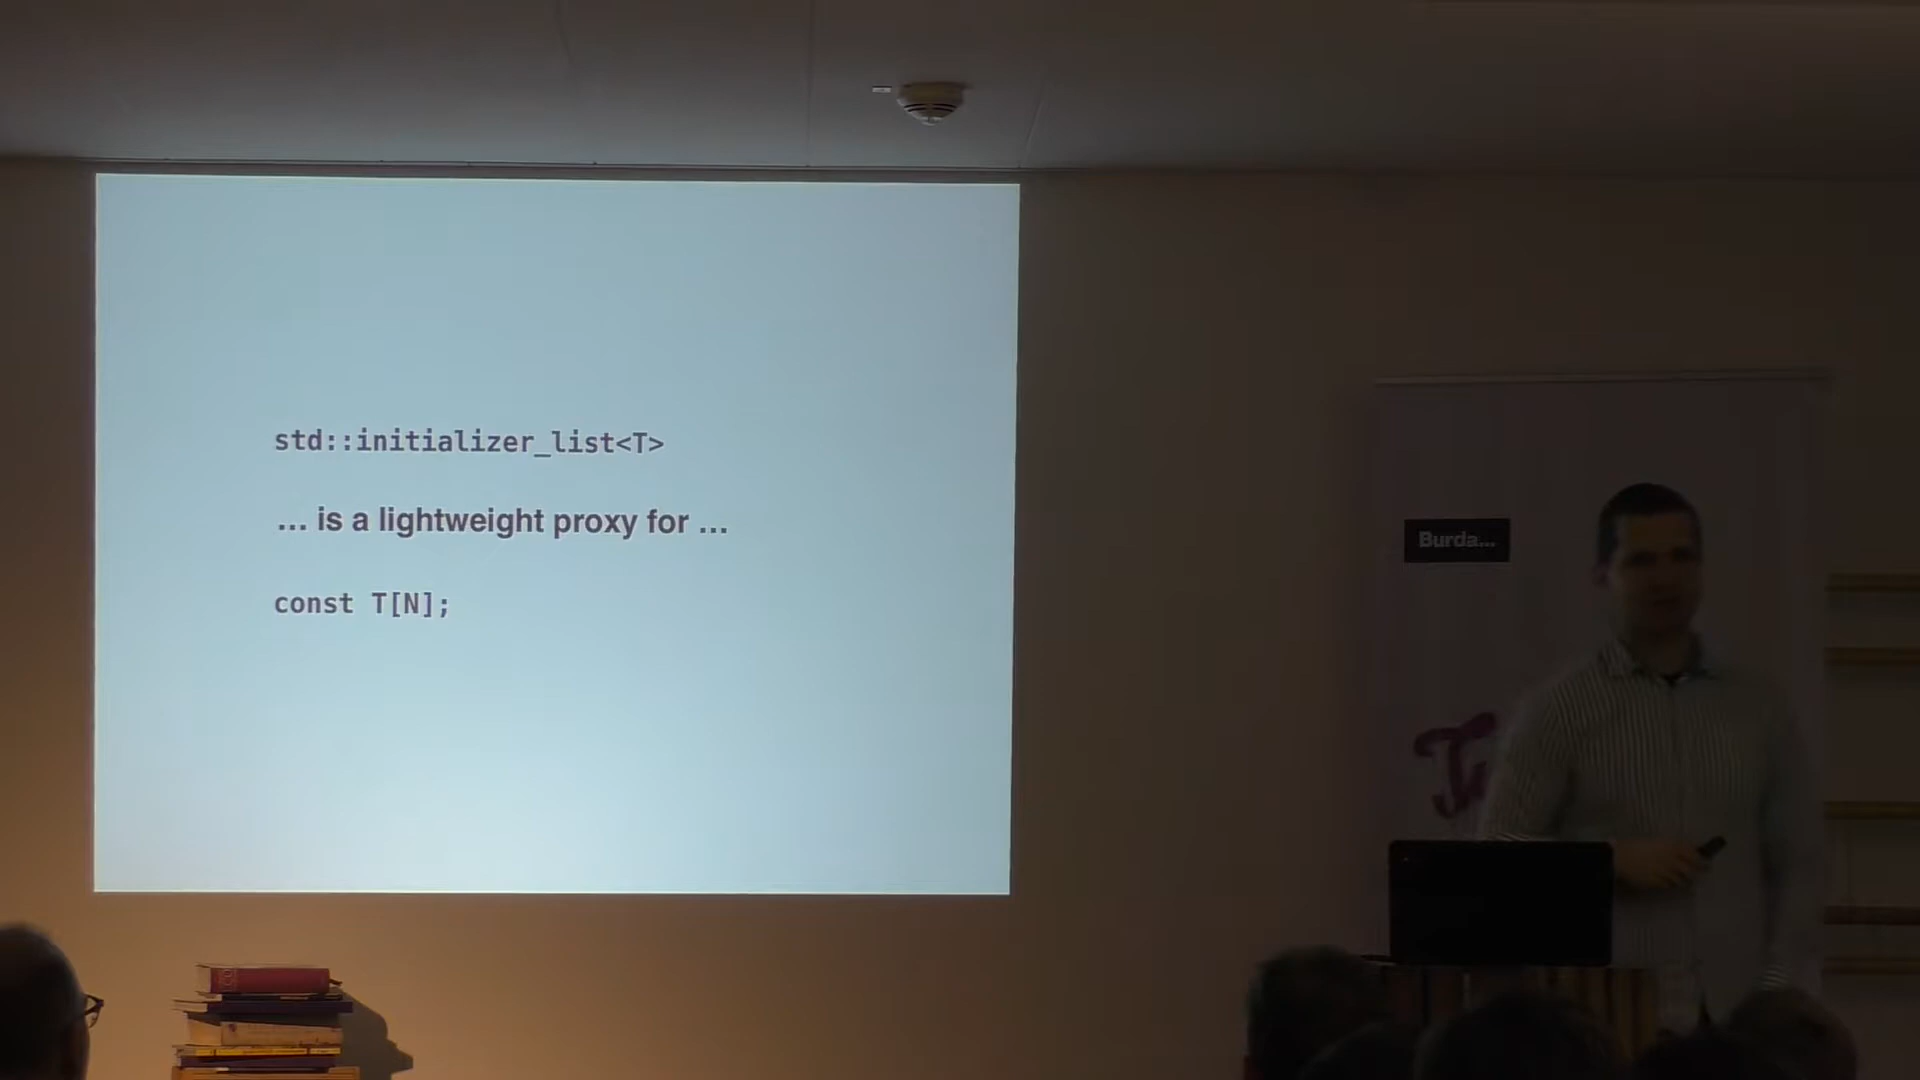 std::initializer_list<T>
... is a lightweight proxy for ...
const T[N];
Burda...